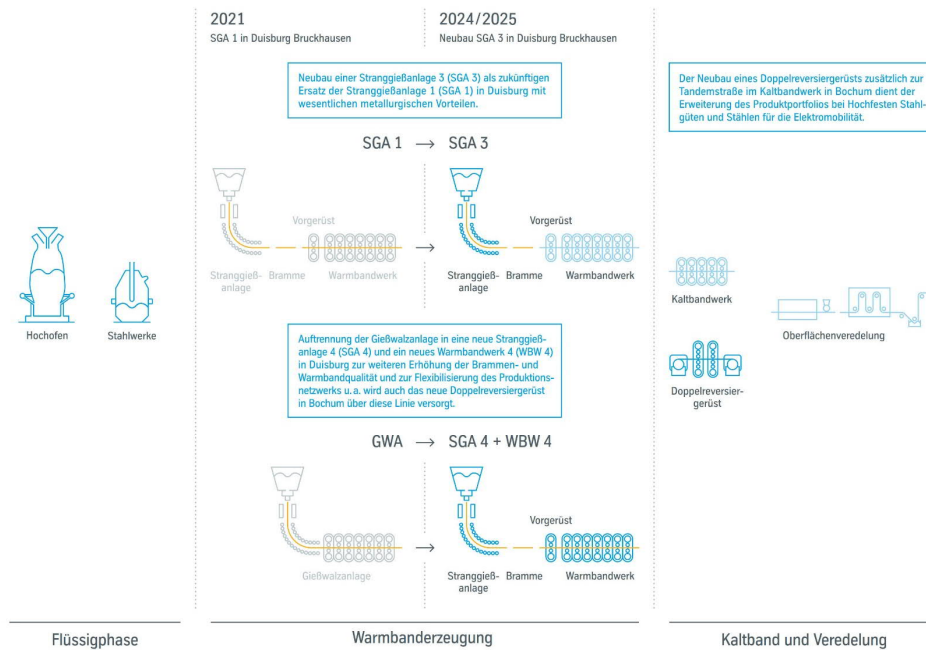 2021
SGA 1 in Duisburg Bruckhausen
2024/2025
Neubau SGA 3 in Duisburg Bruckhausen
Neubau einer Stranggießanlage 3 (SGA 3) als zukünftigen
Ersatz der Stranggießanlage 1 (SGA 1) in Duisburg mit
wesentlichen metallurgischen Vorteilen.
Der Neubau eines Doppelreversiergerüsts zusätzlich zur
Tandemstraße im Kaltbandwerk in Bochum dient der
Erweiterung des Produktportfolios bei Hochfesten Stahl-
güten und Stählen für die Elektromobilität.
SGA 1 → SGA 3
Vorgerüst
Stranggieß-
anlage
Bramme
Warmbandwerk
Vorgerüst
Stranggieß-
anlage
Bramme
Warmbandwerk
Hochofen
Stahlwerke
Kaltbandwerk
Oberflächenveredelung
Doppelreversier-
gerüst
Auftrennung der Gießwalzanlage in eine neue Stranggieß-
anlage 4 (SGA 4) und ein neues Warmbandwerk 4 (WBW 4)
in Duisburg zur weiteren Erhöhung der Brammen- und
Warmbandqualität und zur Flexibilisierung des Produktions-
netzwerks u. a. wird auch das neue Doppelreversiergerüst
in Bochum über diese Linie versorgt.
GWA → SGA 4 + WBW 4
Gießwalzanlage
Vorgerüst
Stranggieß-
anlage
Bramme
Warmbandwerk
Flüssigphase
Warmbanderzeugung
Kaltband und Veredelung